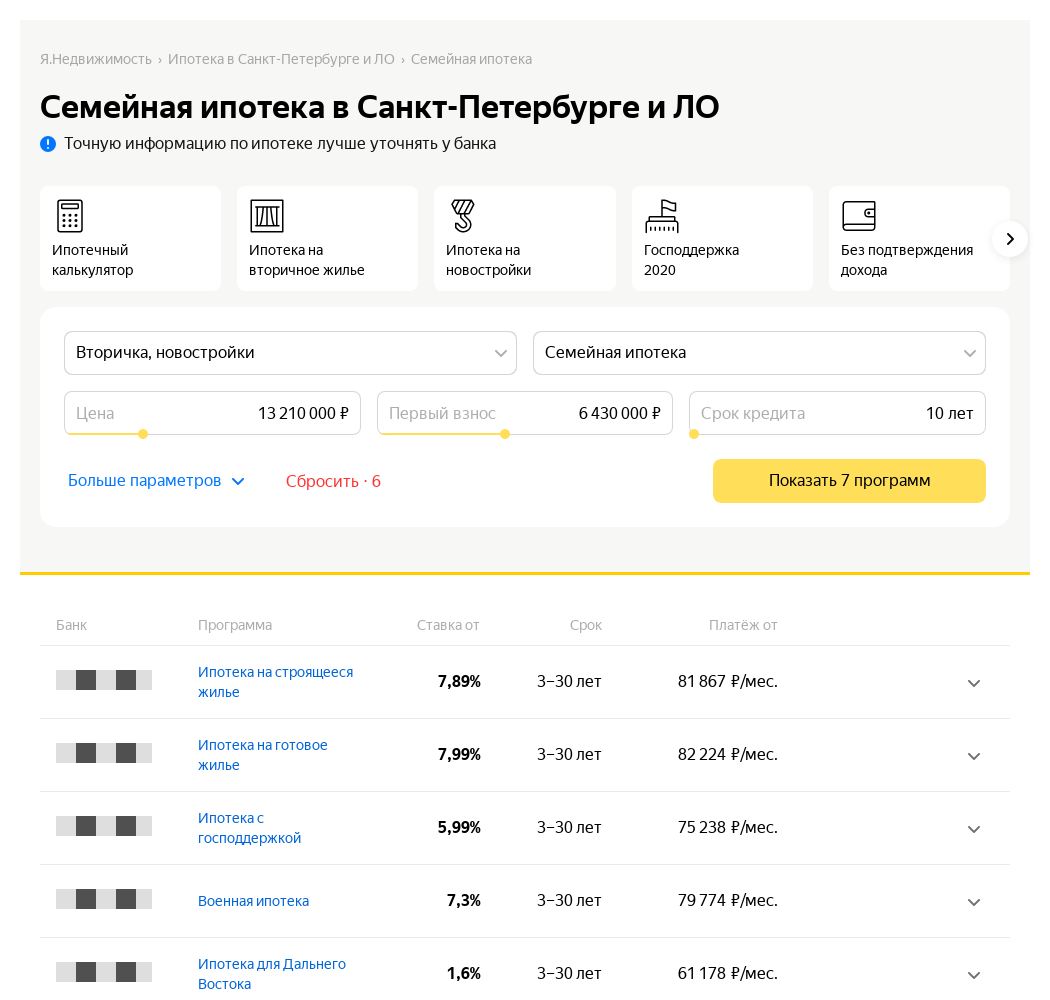 Я.Недвижимость › Ипотека в Санкт-Петербурге и ЛО › Семейная ипотека
Семейная ипотека в Санкт-Петербурге и ЛО
Точную информацию по ипотеке лучше уточнять у банка
Ипотечный
калькулятор
Ипотека на
вторичное жилье
Ипотека на
новостройки
Господдержка
2020
Без подтверждения
дохода
Вторичка, новостройки
Семейная ипотека
Цена 13 210 000 ₽
Первый взнос 6 430 000 ₽
Срок кредита 10 лет
Больше параметров
Сбросить · 6
Показать 7 программ
Банк Программа Ставка от Срок Платёж от
Ипотека на строящееся
жилье
7,89% 3–30 лет 81 867 ₽/мес.
Ипотека на готовое
жилье
7,99% 3–30 лет 82 224 ₽/мес.
Ипотека с
господдержкой
5,99% 3–30 лет 75 238 ₽/мес.
Военная ипотека 7,3% 3–30 лет 79 774 ₽/мес.
Ипотека для Дальнего
Востока
1,6% 3–30 лет 61 178 ₽/мес.